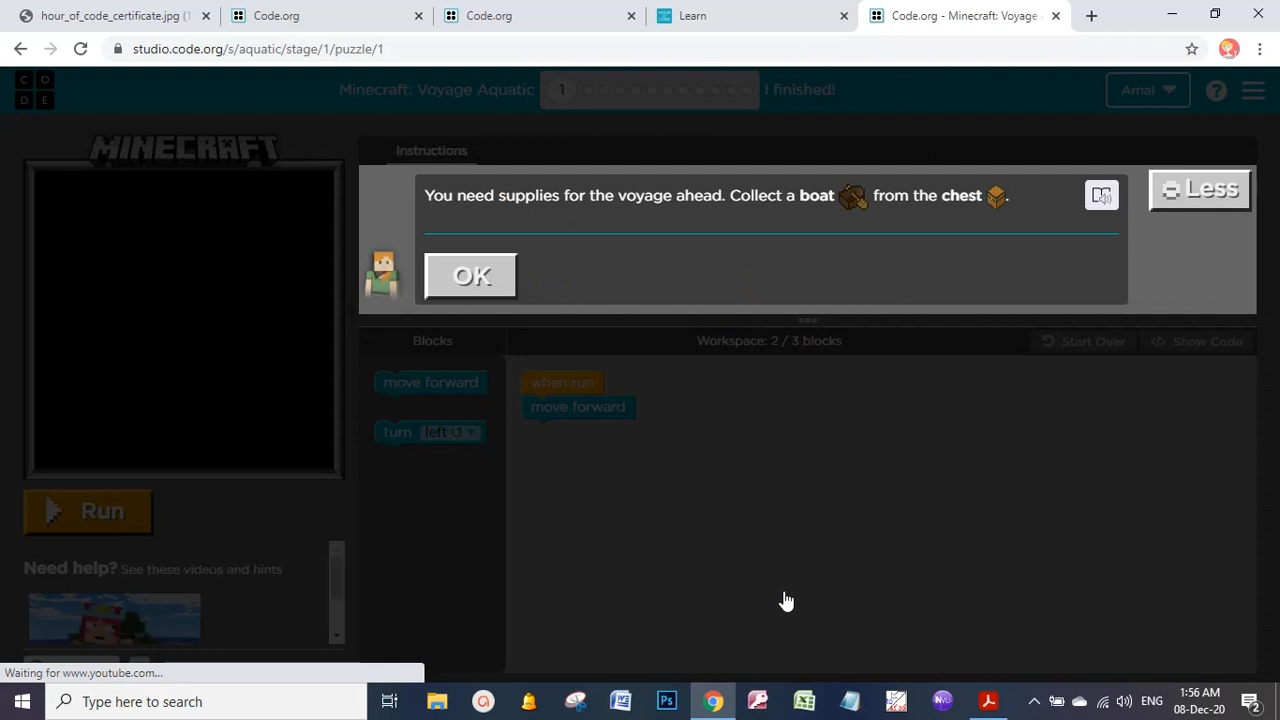 hour_of_code_certificate.jpg (1
Code.org
Code.org
Learn
Code.org - Minecraft: Voyage
studio.code.org/s/aquatic/stage/1/puzzle/1
C O D E
Minecraft: Voyage Aquatic
1
I finished!
Amal
?
MINECRAFT
Instructions
You need supplies for the voyage ahead. Collect a boat from the chest .
Less
OK
Blocks
Workspace: 2 / 3 blocks
Start Over
</> Show Code
move forward
when run
move forward
turn left
Run
Need help? See these videos and hints
Waiting for www.youtube.com...
Type here to search
ENG
1:56 AM
08-Dec-20
2